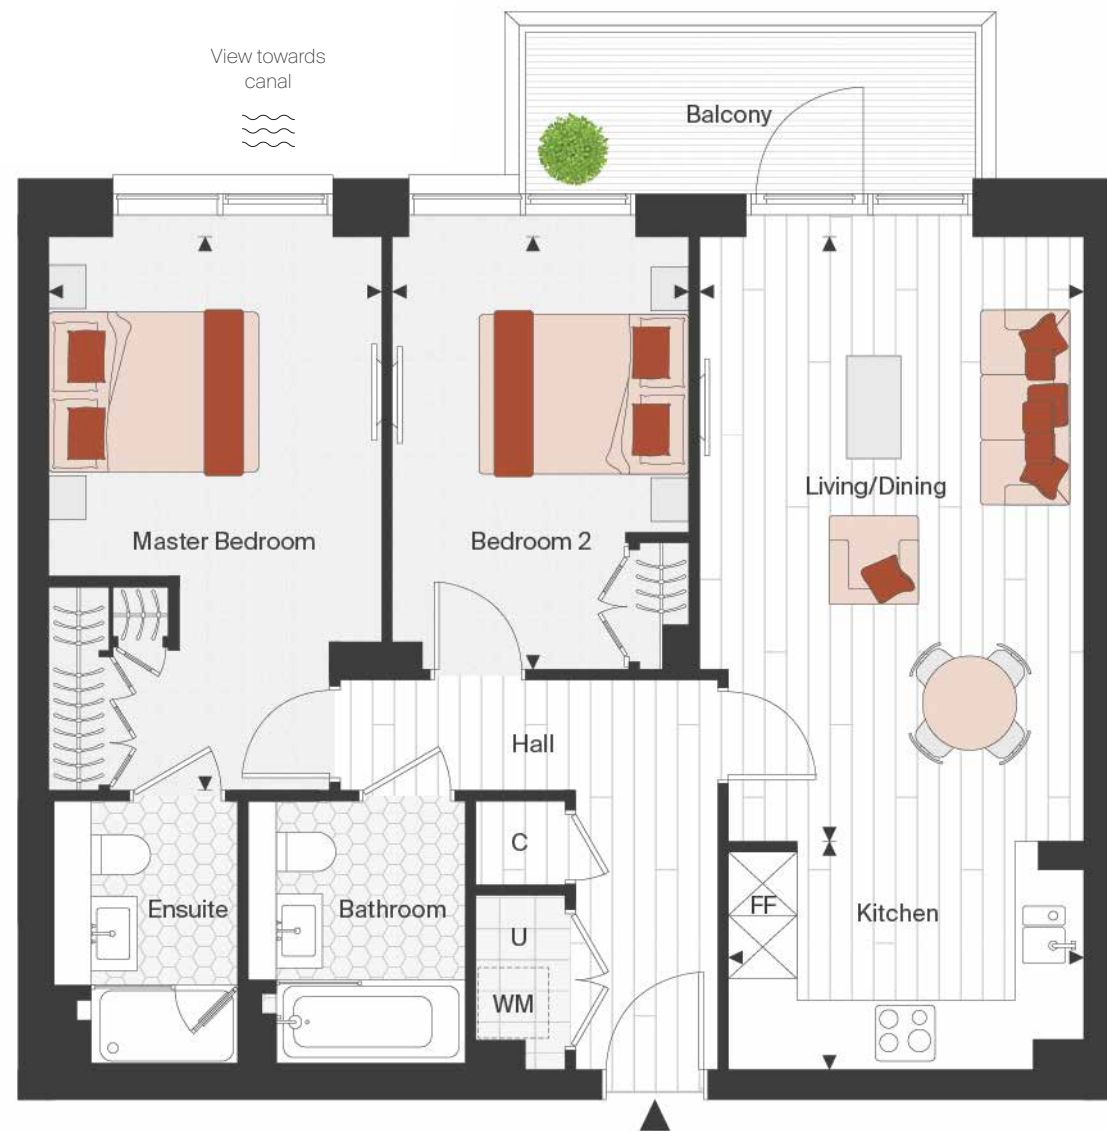 View towards
canal
Balcony
Living/Dining
Master Bedroom
Bedroom 2
Hall
C
Ensuite
Bathroom
U
FF
Kitchen
WM